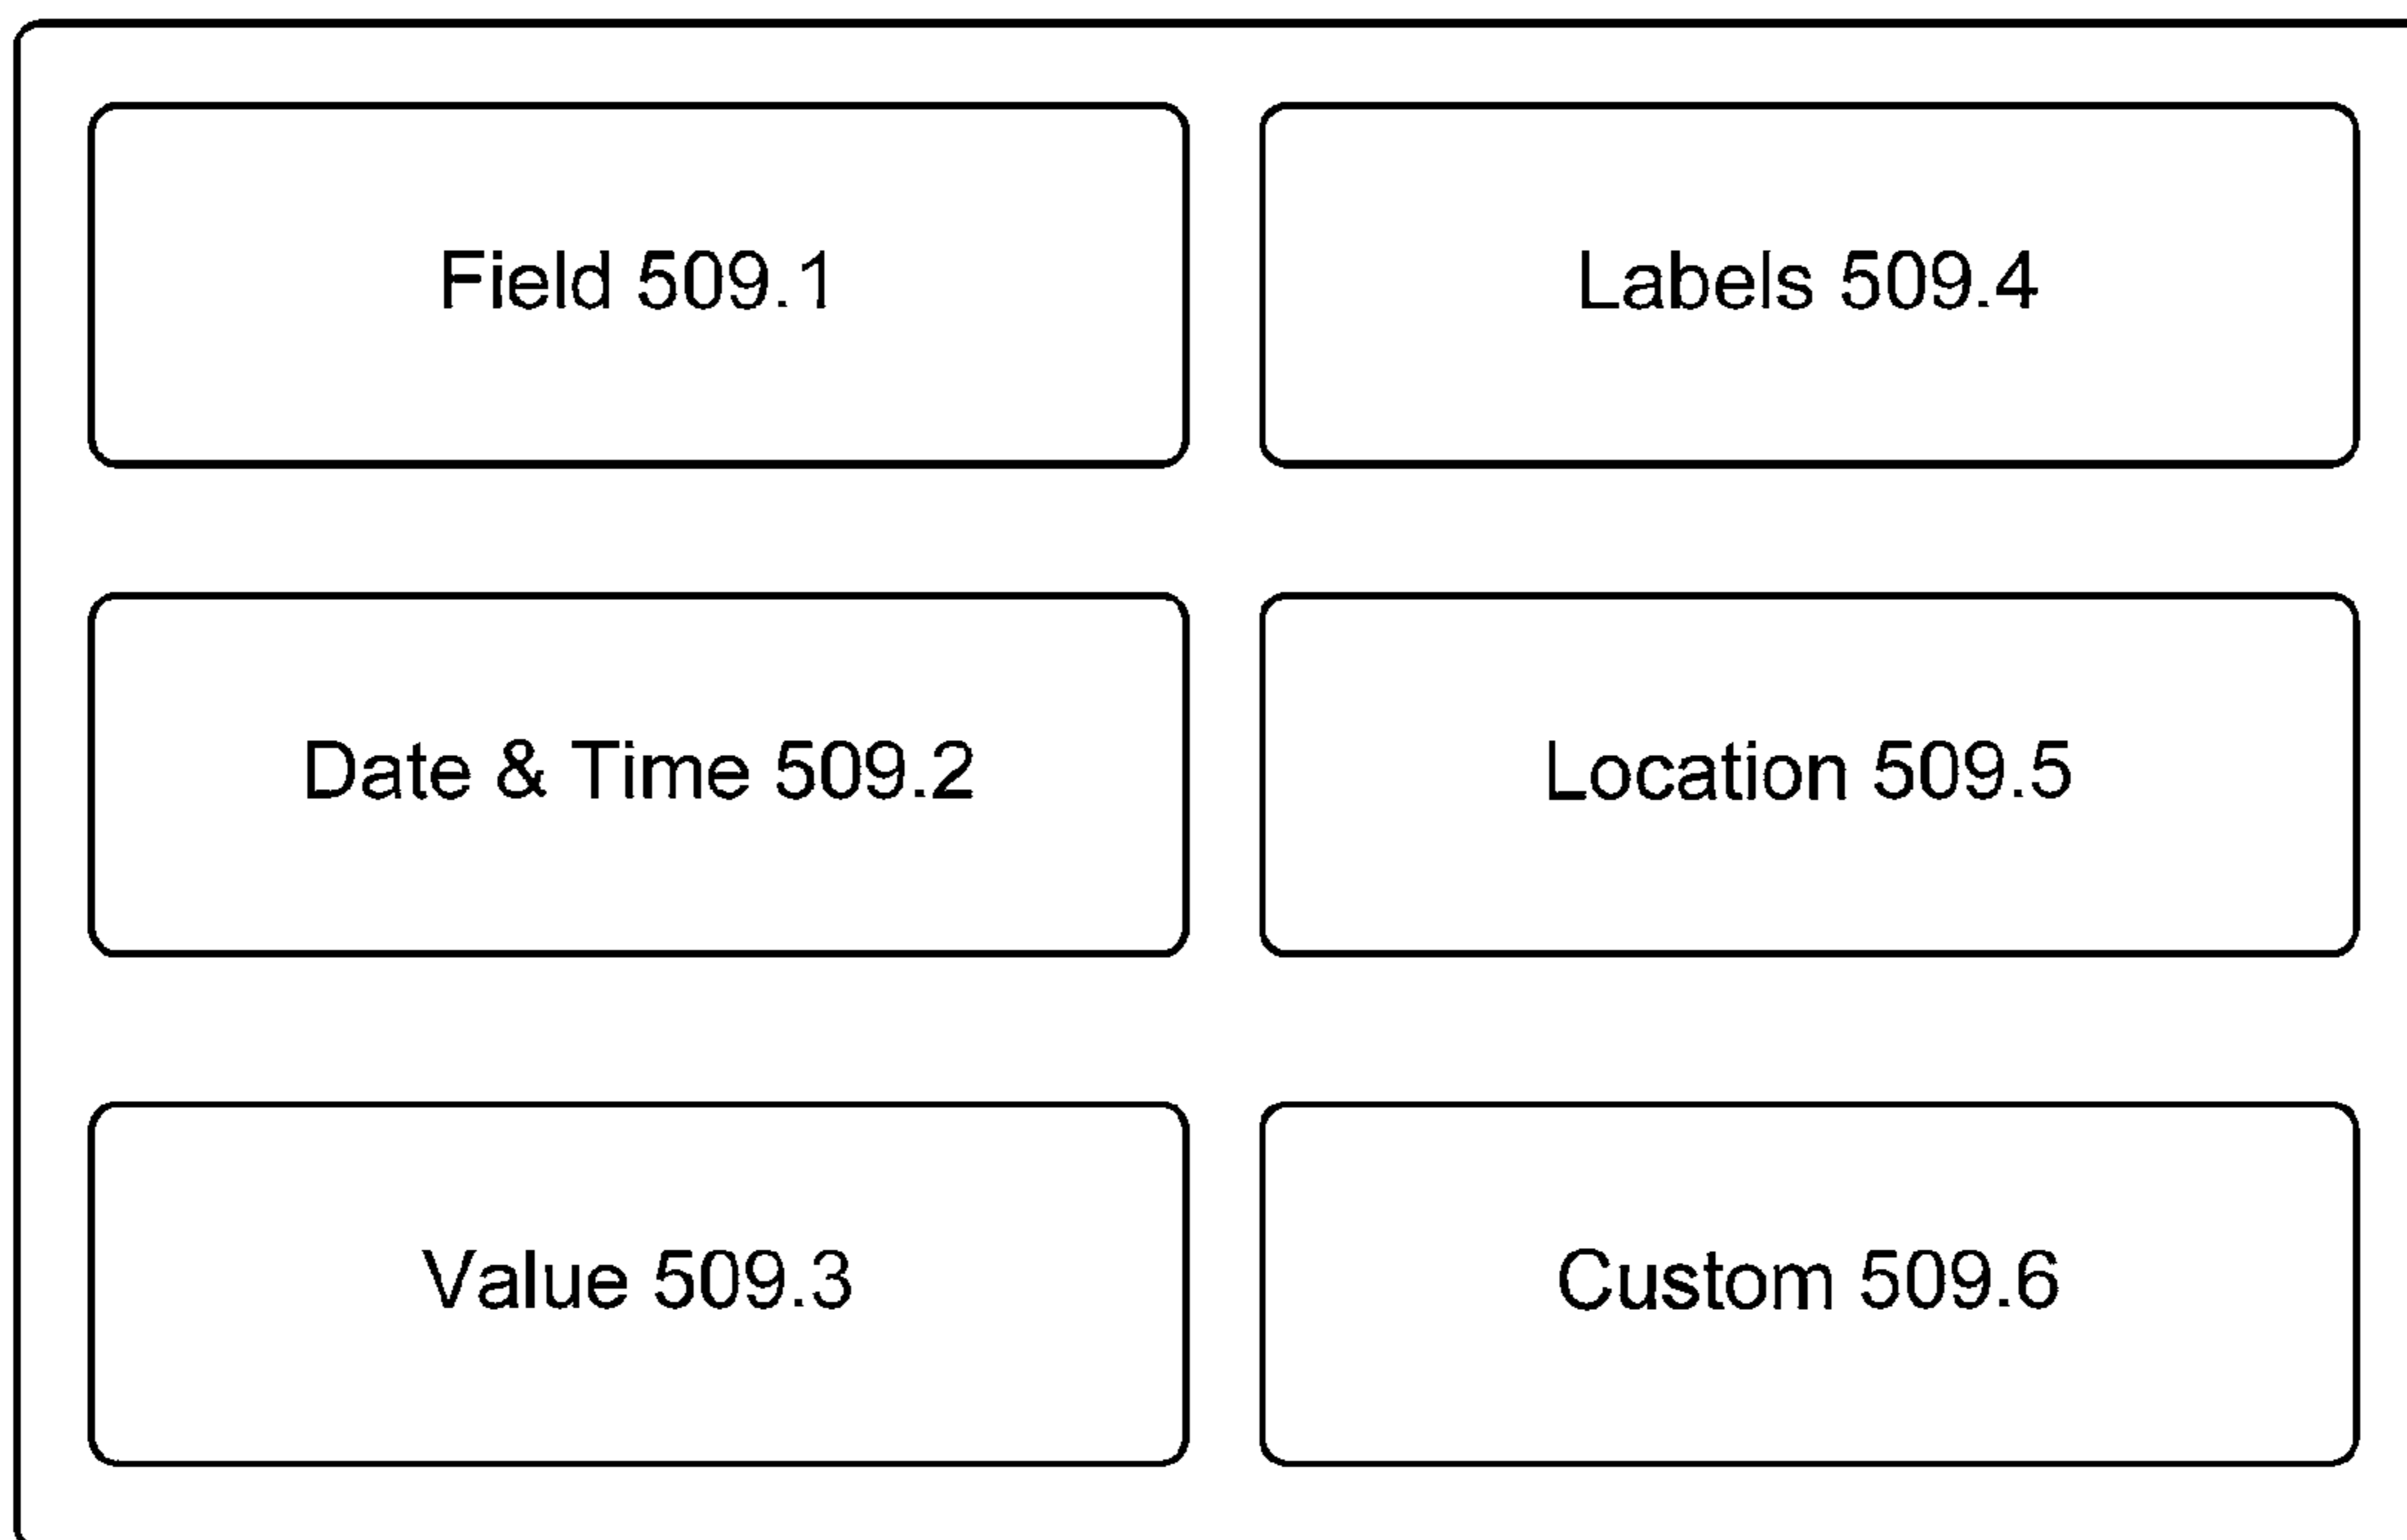 Field 509.1
Labels 509.4
Date & Time 509.2
Location 509.5
Value 509.3
Custom 509.6